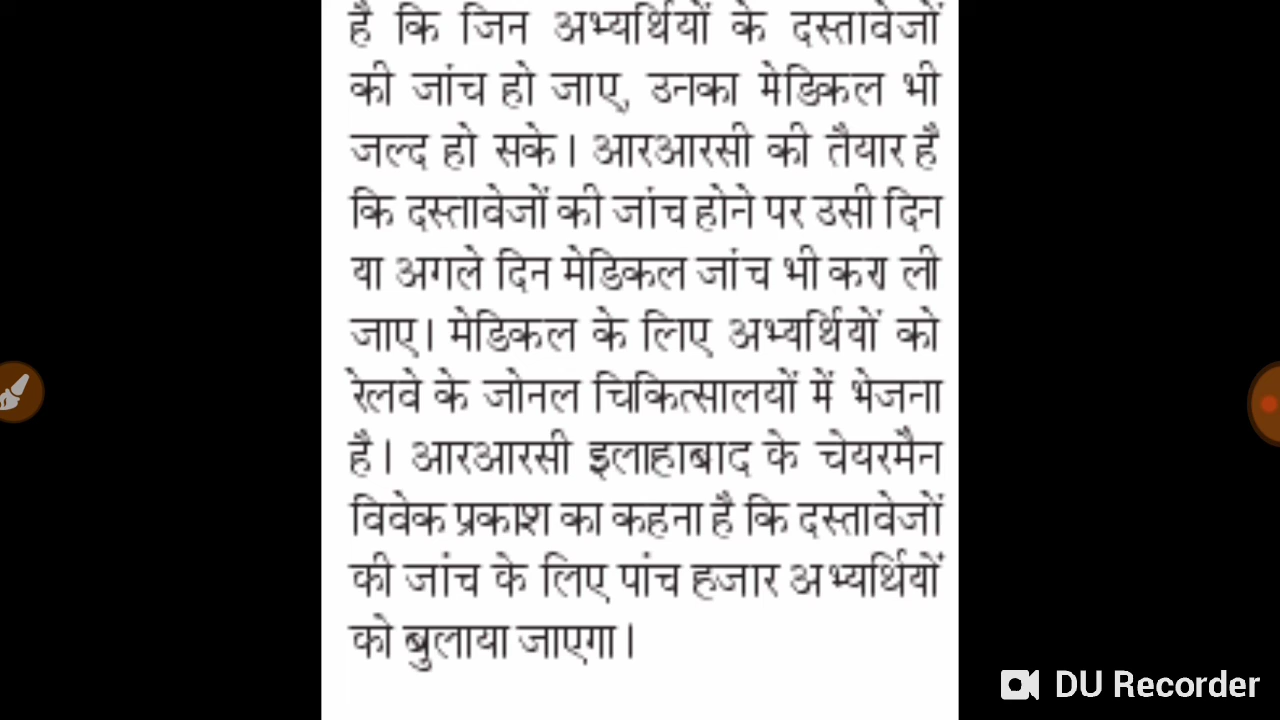 है कि जिन अभ्यर्थियों के दस्तावेजों
की जांच हो जाए, उनका मेडिकल भी
जल्द हो सके। आरआरसी की तैयार है
कि दस्तावेजों की जांच होने पर उसी दिन
या अगले दिन मेडिकल जांच भी करा ली
जाए। मेडिकल के लिए अभ्यर्थियों को
रेलवे के जोनल चिकित्सालयों में भेजना
है। आरआरसी इलाहाबाद के चेयरमैन
विवेक प्रकाश का कहना है कि दस्तावेजों
की जांच के लिए पांच हजार अभ्यर्थियों
को बुलाया जाएगा।
DU Recorder